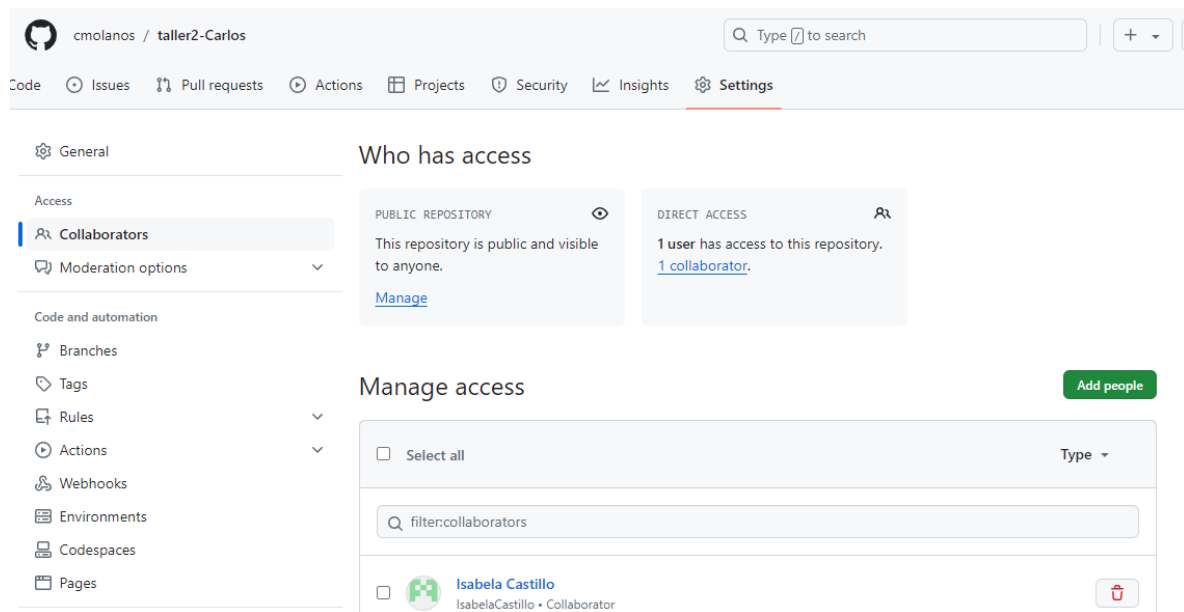 cmolanos / taller2-Carlos
Type / to search
Code Issues Pull requests Actions Projects Security Insights Settings
General
Access
Collaborators
Moderation options
Code and automation
Branches
Tags
Rules
Actions
Webhooks
Environments
Codespaces
Pages
Who has access
PUBLIC REPOSITORY
This repository is public and visible
to anyone.
Manage
DIRECT ACCESS
1 user has access to this repository.
1 collaborator.
Manage access
Add people
Select all
Type
filter:collaborators
Isabela Castillo
IsabelaCastillo • Collaborator